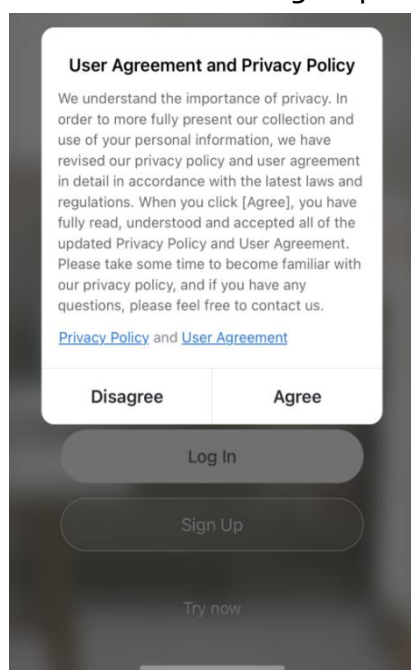 User Agreement and Privacy Policy
We understand the importance of privacy. In
order to more fully present our collection and
use of your personal information, we have
revised our privacy policy and user agreement
in detail in accordance with the latest laws and
regulations. When you click [Agree], you have
fully read, understood and accepted all of the
updated Privacy Policy and User Agreement.
Please take some time to become familiar with
our privacy policy, and if you have any
questions, please feel free to contact us.
Privacy Policy and User Agreement
Disagree
Agree
Log In
Sign Up
Try now